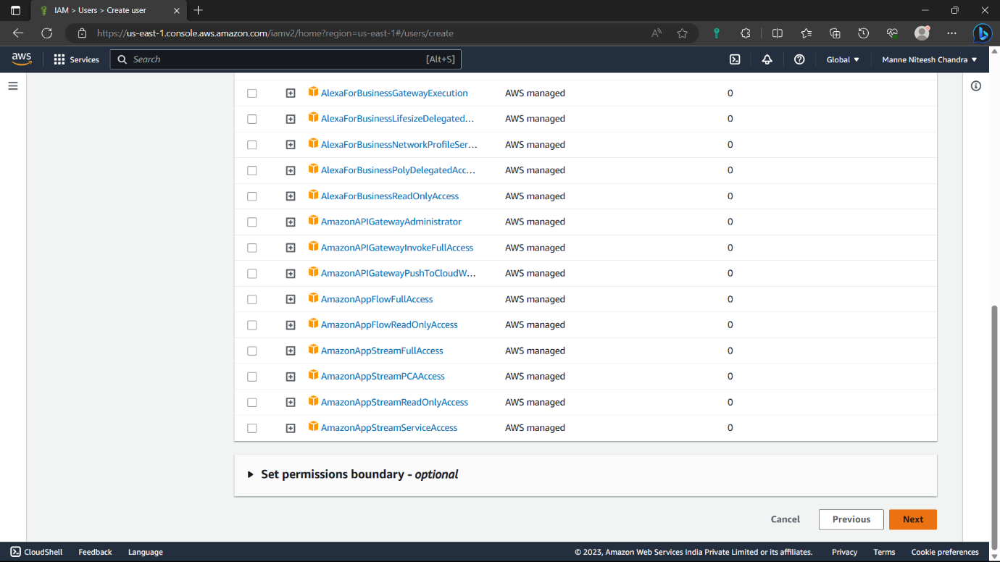 IAM > Users > Create user
https://us-east-1.console.aws.amazon.com/iamv2/home?region=us-east-1#/users/create
aws Services Search [Alt+S] Global Manne Niteesh Chandra
AlexaForBusinessGatewayExecution AWS managed 0
AlexaForBusinessLifesizeDelegated... AWS managed 0
AlexaForBusinessNetworkProfileSer... AWS managed 0
AlexaForBusinessPolyDelegatedAcc... AWS managed 0
AlexaForBusinessReadOnlyAccess AWS managed 0
AmazonAPIGatewayAdministrator AWS managed 0
AmazonAPIGatewayInvokeFullAccess AWS managed 0
AmazonAPIGatewayPushToCloudW... AWS managed 0
AmazonAppFlowFullAccess AWS managed 0
AmazonAppFlowReadOnlyAccess AWS managed 0
AmazonAppStreamFullAccess AWS managed 0
AmazonAppStreamPCAAccess AWS managed 0
AmazonAppStreamReadOnlyAccess AWS managed 0
AmazonAppStreamServiceAccess AWS managed 0
Set permissions boundary - optional
Cancel Previous Next
CloudShell Feedback Language © 2023, Amazon Web Services India Private Limited or its affiliates. Privacy Terms Cookie preferences